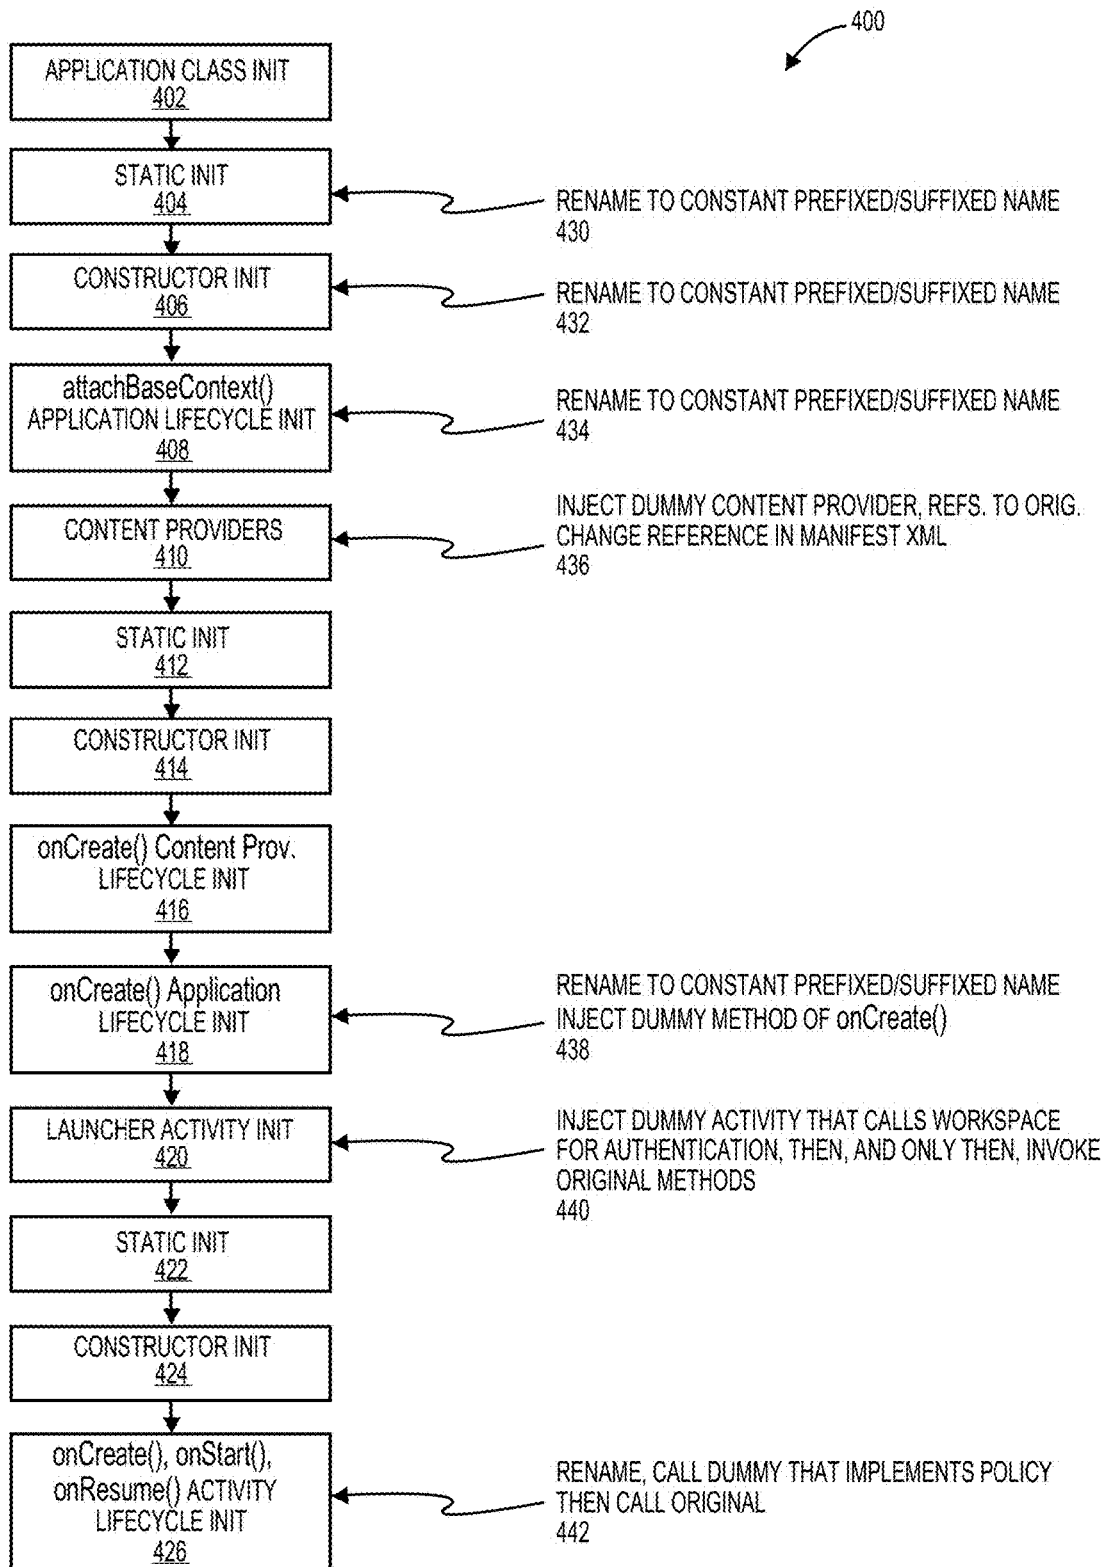 400
APPLICATION CLASS INIT
402
STATIC INIT
404
RENAME TO CONSTANT PREFIXED/SUFFIXED NAME
430
CONSTRUCTOR INIT
406
RENAME TO CONSTANT PREFIXED/SUFFIXED NAME
432
attachBaseContext()
APPLICATION LIFECYCLE INIT
408
RENAME TO CONSTANT PREFIXED/SUFFIXED NAME
434
CONTENT PROVIDERS
410
INJECT DUMMY CONTENT PROVIDER, REFS. TO ORIG.
CHANGE REFERENCE IN MANIFEST XML
436
STATIC INIT
412
CONSTRUCTOR INIT
414
onCreate() Content Prov.
LIFECYCLE INIT
416
onCreate() Application
LIFECYCLE INIT
418
RENAME TO CONSTANT PREFIXED/SUFFIXED NAME
INJECT DUMMY METHOD OF onCreate()
438
LAUNCHER ACTIVITY INIT
420
INJECT DUMMY ACTIVITY THAT CALLS WORKSPACE
FOR AUTHENTICATION, THEN, AND ONLY THEN, INVOKE
ORIGINAL METHODS
440
STATIC INIT
422
CONSTRUCTOR INIT
424
onCreate(), onStart(),
onResume() ACTIVITY
LIFECYCLE INIT
426
RENAME, CALL DUMMY THAT IMPLEMENTS POLICY
THEN CALL ORIGINAL
442